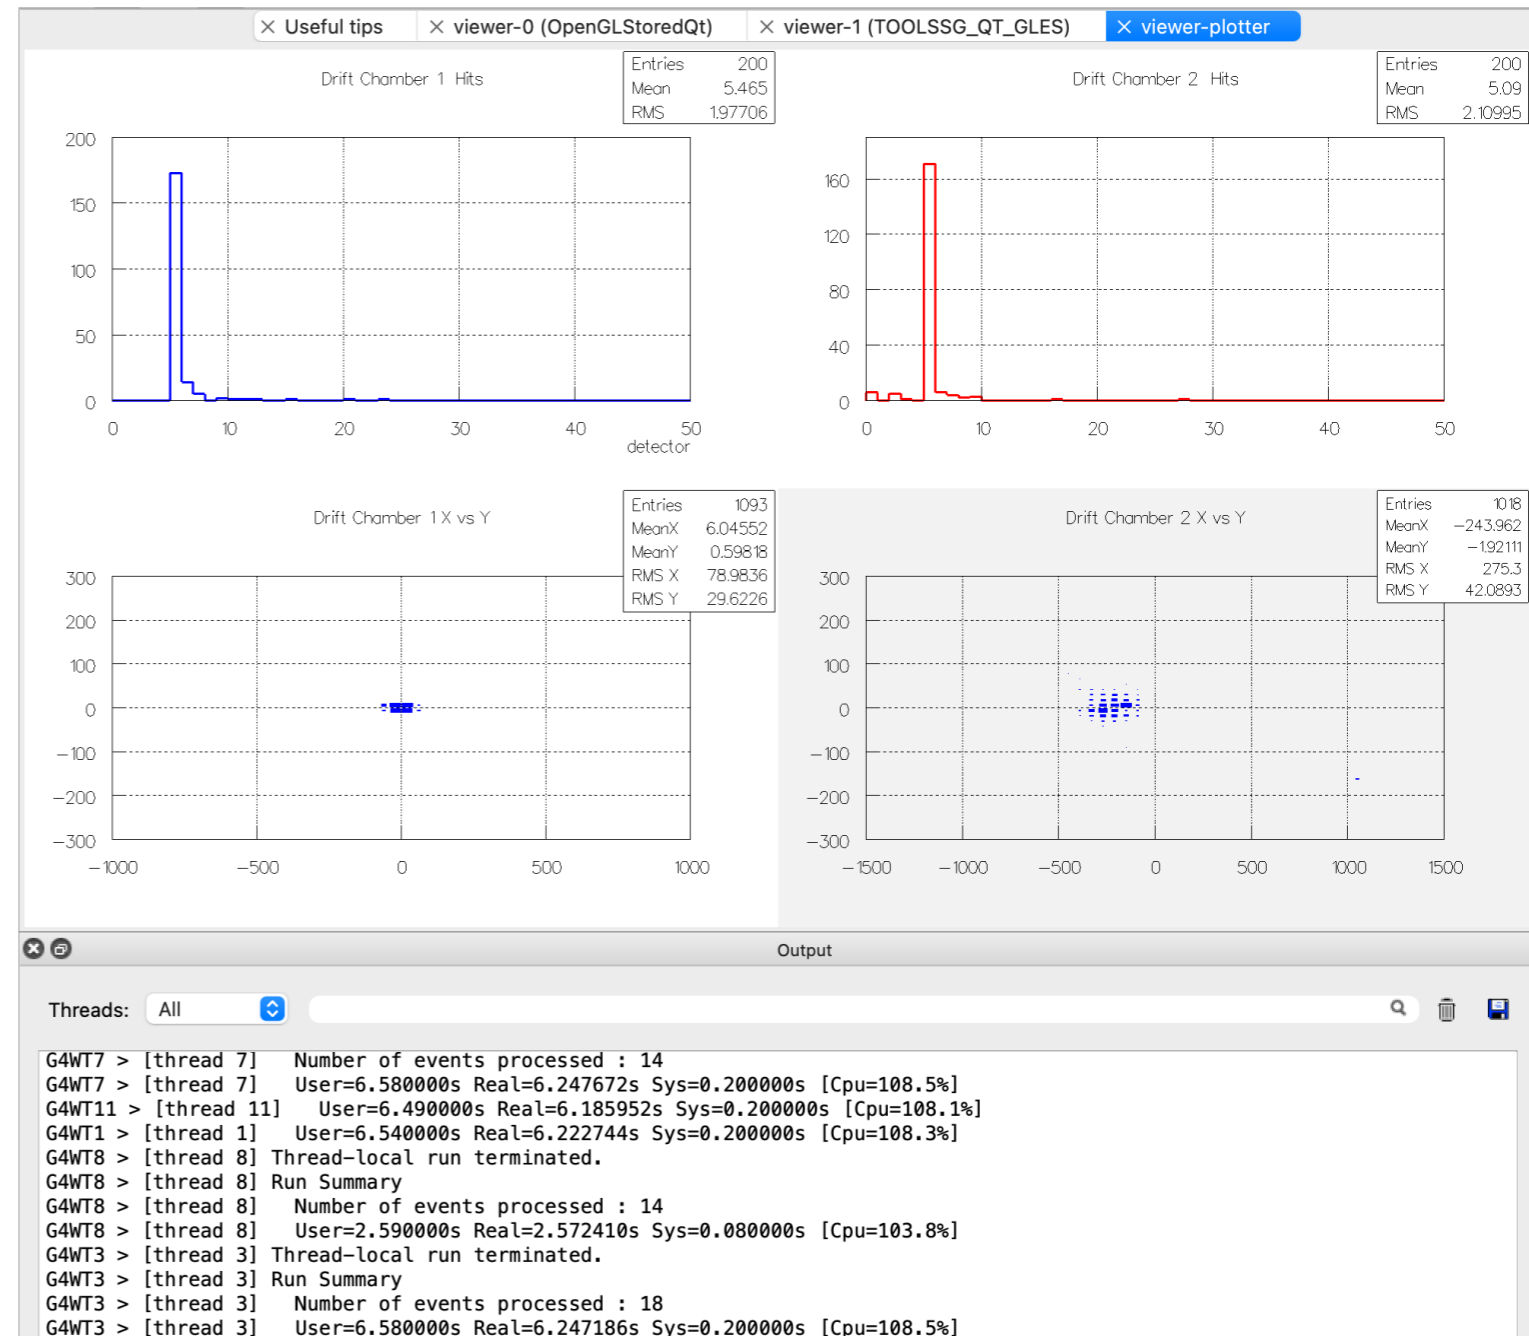 Useful tips
viewer-0 (OpenGLStoredQt)
viewer-1 (TOOLSSG_QT_GLES)
viewer-plotter
Drift Chamber 1 Hits
Entries 200
Mean 5.465
RMS 1.97706
200
150
100
50
0
0 10 20 30 40 50
detector
Drift Chamber 2 Hits
Entries 200
Mean 5.09
RMS 2.10995
160
120
80
40
0
0 10 20 30 40 50
Drift Chamber 1 X vs Y
Entries 1093
MeanX 6.04552
MeanY 0.59818
RMS X 78.9836
RMS Y 29.6226
300
200
100
0
-100
-200
-300
-1000 -500 0 500 1000
Drift Chamber 2 X vs Y
Entries 1018
MeanX -243.962
MeanY -1.92111
RMS X 275.3
RMS Y 42.0893
300
200
100
0
-100
-200
-300
-1500 -1000 -500 0 500 1000 1500
Output
Threads: All
G4WT7 > [thread 7]   Number of events processed : 14
G4WT7 > [thread 7]   User=6.580000s Real=6.247672s Sys=0.200000s [Cpu=108.5%]
G4WT11 > [thread 11]   User=6.490000s Real=6.185952s Sys=0.200000s [Cpu=108.1%]
G4WT1 > [thread 1]   User=6.540000s Real=6.222744s Sys=0.200000s [Cpu=108.3%]
G4WT8 > [thread 8] Thread-local run terminated.
G4WT8 > [thread 8] Run Summary
G4WT8 > [thread 8]   Number of events processed : 14
G4WT8 > [thread 8]   User=2.590000s Real=2.572410s Sys=0.080000s [Cpu=103.8%]
G4WT3 > [thread 3] Thread-local run terminated.
G4WT3 > [thread 3] Run Summary
G4WT3 > [thread 3]   Number of events processed : 18
G4WT3 > [thread 3]   User=6.580000s Real=6.247186s Sys=0.200000s [Cpu=108.5%]